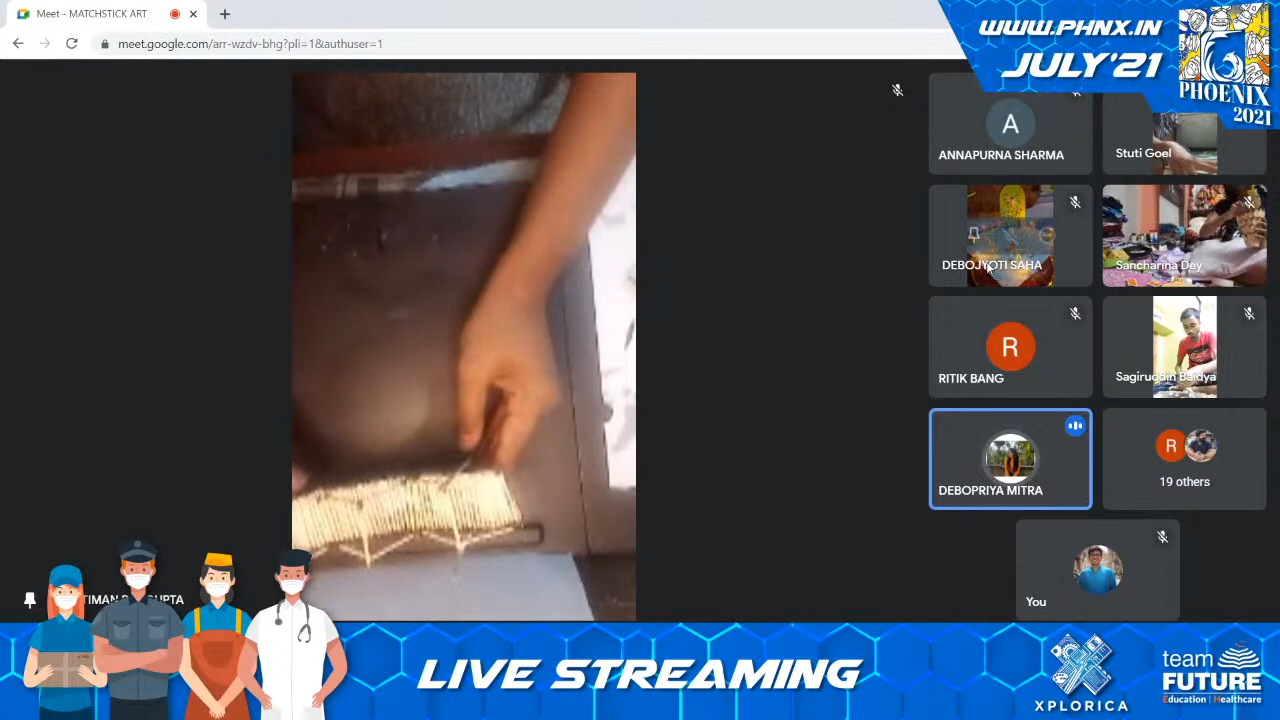 Meet - MATCHSTICK ART
meet.google.com/arr-wzdv-bhg?pli=1&authuser=1
WWW.PHNX.IN
JULY'21
PHOENIX
2021
A
ANNAPURNA SHARMA
Stuti Goel
DEBOJYOTI SAHA
Sancharina Dey
R
RITIK BANG
Sagiruddin Baidya
DEBOPRIYA MITRA
R
19 others
You
LIVE STREAMING
XPLORICA
team
FUTURE
Education | Healthcare